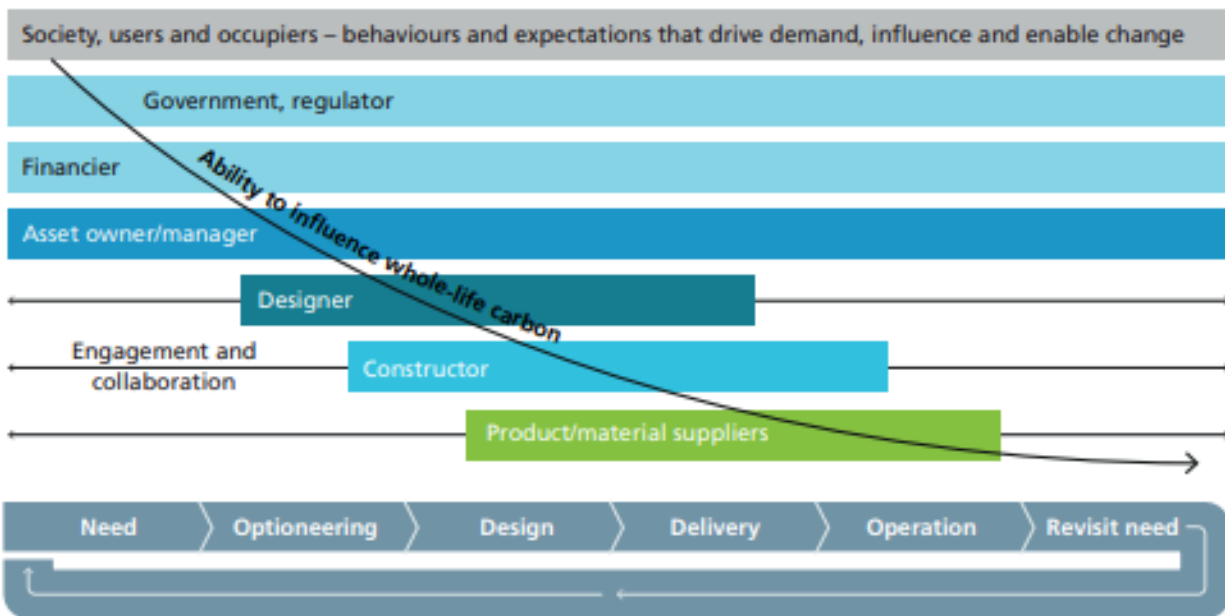 Society, users and occupiers – behaviours and expectations that drive demand, influence and enable change
Government, regulator
Financier
Ability to influence whole-life carbon
Asset owner/manager
Designer
Engagement and
collaboration
Constructor
Product/material suppliers
Need
Optioneering
Design
Delivery
Operation
Revisit need